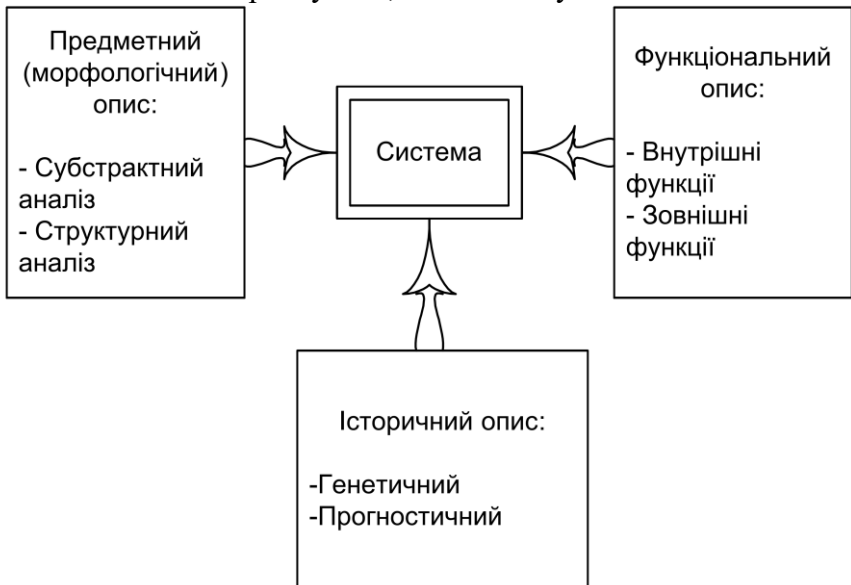 Предметний
(морфологічний)
опис:
- Субстрактний
аналіз
- Структурний
аналіз
Система
Функціональний
опис:
- Внутрішні
функції
- Зовнішні
функції
Історичний опис:
-Генетичний
-Прогностичний